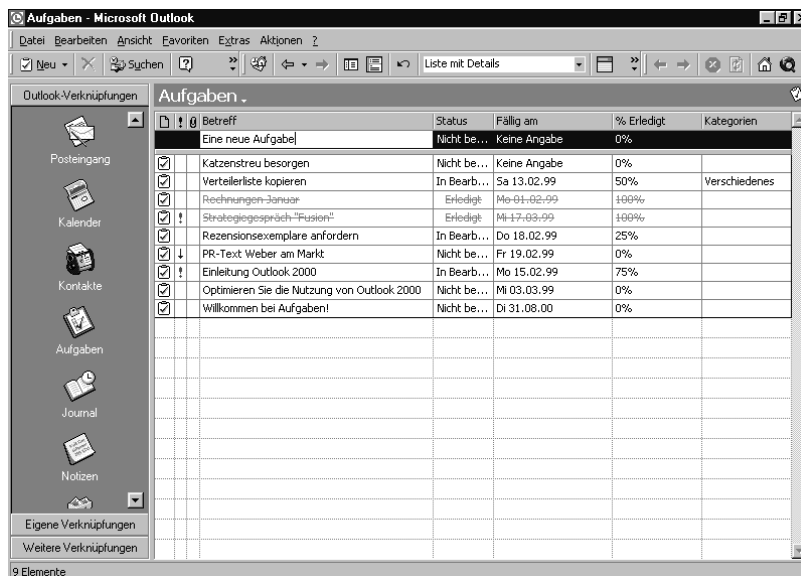 Aufgaben - Microsoft Outlook
Datei Bearbeiten Ansicht Favoriten Extras Aktionen ?
Neu Suchen Liste mit Details
Outlook-Verknüpfungen
Aufgaben
Betreff Status Fällig am % Erledigt Kategorien
Eine neue Aufgabe Nicht be... Keine Angabe 0%
Katzenstreu besorgen Nicht be... Keine Angabe 0%
Verteilerliste kopieren In Bearb... Sa 13.02.99 50% Verschiedenes
Rechnungen Januar Erledigt Mo 01.02.99 100%
! Strategiegespräch "Fusion" Erledigt Mi 17.03.99 100%
Rezensionsexemplare anfordern In Bearb... Do 18.02.99 25%
↓ PR-Text Weber am Markt Nicht be... Fr 19.02.99 0%
! Einleitung Outlook 2000 In Bearb... Mo 15.02.99 75%
Optimieren Sie die Nutzung von Outlook 2000 Nicht be... Mi 03.03.99 0%
Willkommen bei Aufgaben! Nicht be... Di 31.08.00 0%
Posteingang
Kalender
Kontakte
Aufgaben
Journal
Notizen
Eigene Verknüpfungen
Weitere Verknüpfungen
9 Elemente